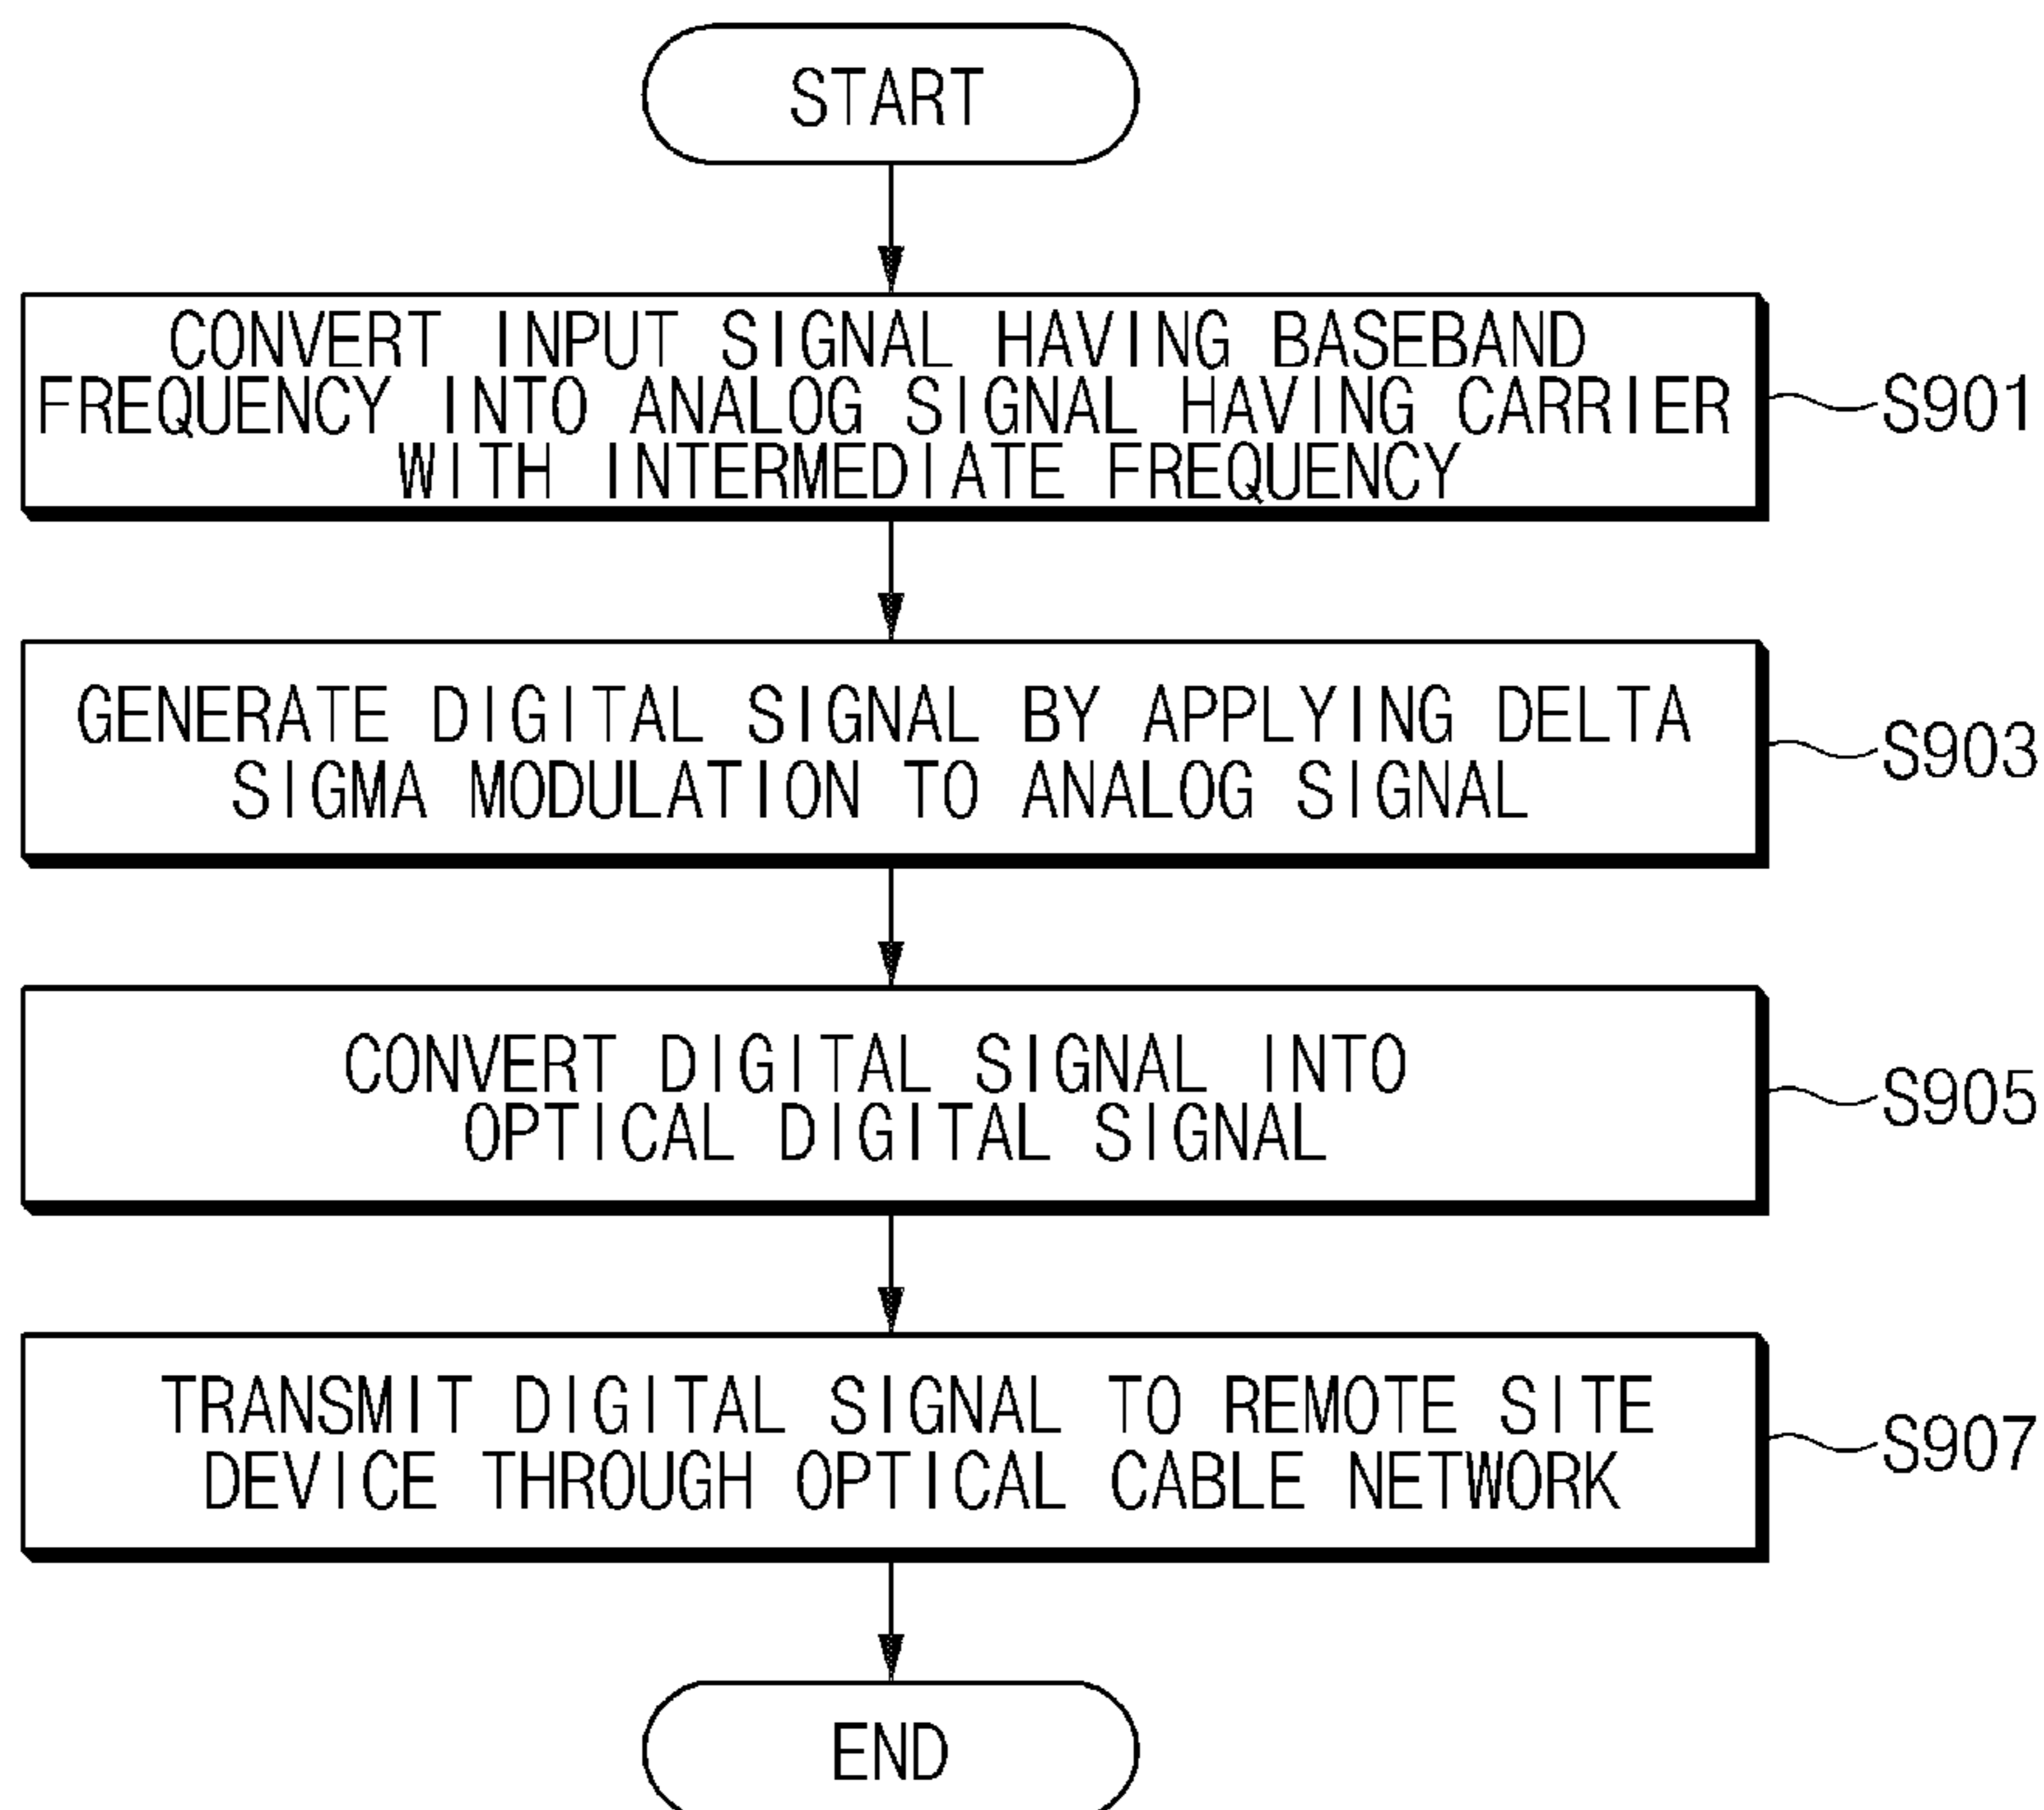 START
CONVERT INPUT SIGNAL HAVING BASEBAND
FREQUENCY INTO ANALOG SIGNAL HAVING CARRIER
WITH INTERMEDIATE FREQUENCY
S901
GENERATE DIGITAL SIGNAL BY APPLYING DELTA
SIGMA MODULATION TO ANALOG SIGNAL
S903
CONVERT DIGITAL SIGNAL INTO
OPTICAL DIGITAL SIGNAL
S905
TRANSMIT DIGITAL SIGNAL TO REMOTE SITE
DEVICE THROUGH OPTICAL CABLE NETWORK
S907
END